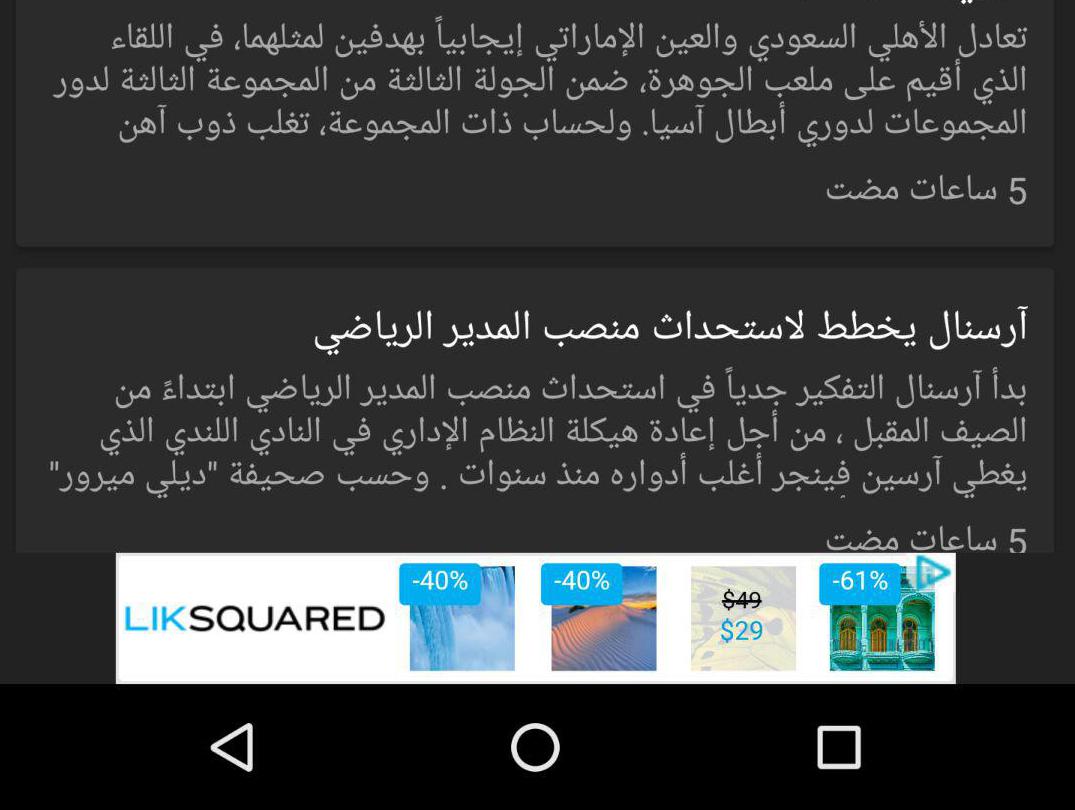 تعادل الأهلي السعودي والعين الإماراتي إيجابياً بهدفين لمثلهما، في اللقاء
الذي أقيم على ملعب الجوهرة، ضمن الجولة الثالثة من المجموعة الثالثة لدور
المجموعات لدوري أبطال آسيا. ولحساب ذات المجموعة، تغلب ذوب آهن
5 ساعات مضت
آرسنال يخطط لاستحداث منصب المدير الرياضي
بدأ آرسنال التفكير جدياً في استحداث منصب المدير الرياضي ابتداءً من
الصيف المقبل ، من أجل إعادة هيكلة النظام الإداري في النادي اللندي الذي
يغطي آرسين فينجر أغلب أدواره منذ سنوات . وحسب صحيفة "ديلي ميرور"
5 ساعات مضت
LIKSQUARED
-40%
-40%
$49
$29
-61%